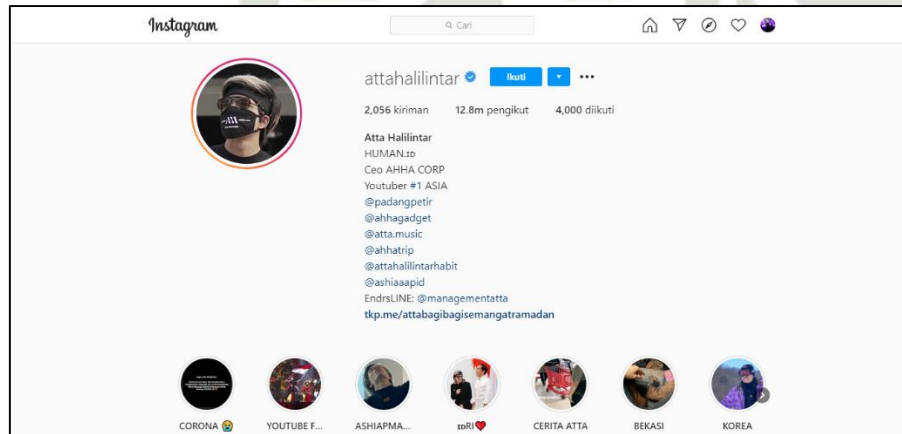 Instagram
Cari
attahalilintar Ikuti
2,056 kiriman 12.8m pengikut 4,000 diikuti
Atta Halilintar
HUMAN.ID
Ceo AHHA CORP
Youtuber #1 ASIA
@padangpetir
@ahhagadget
@atta.music
@ahhatrip
@attahalilintarhabit
@ashiaaapid
EndrsLINE: @managementatta
tkp.me/attabagibagisemangatramadan
CORONA 😭 YOUTUBE F... ASHIAPMA... IDRI❤️ CERITA ATTA BEKASI KOREA